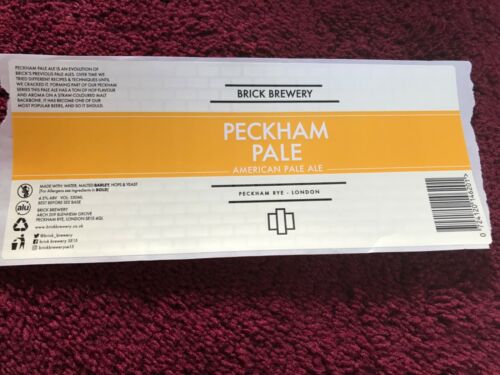 PECKHAM PALE ALE IS AN EVOLUTION OF
BRICK'S PREVIOUS PALE ALES. OVER TIME WE
TRIED DIFFERENT RECIPES & TECHNIQUES UNTIL
WE CRACKED IT. FORMING PART OF OUR PECKHAM
SERIES THIS PALE ALE HAS A TON OF HOP FLAVOUR
AND AROMA ON A STRAW COLOURED MALT
BACKBONE. IT HAS BECOME ONE OF OUR
MOST POPULAR BEERS, AND SO IT SHOULD.
BRICK BREWERY
PECKHAM
PALE
AMERICAN PALE ALE
PECKHAM RYE - LONDON
MADE WITH: WATER, MALTED BARLEY, HOPS & YEAST
(For Allergens see ingredients in BOLD)
4.5% ABV VOL: 330ML
BEST BEFORE SEE BASE
alu
BRICK BREWERY
ARCH 209 BLENHEIM GROVE
PECKHAM RYE, LONDON SE15 4QL
www.brickbrewery.co.uk
@brick_brewery
brick brewery SE15
brickbreweryse15